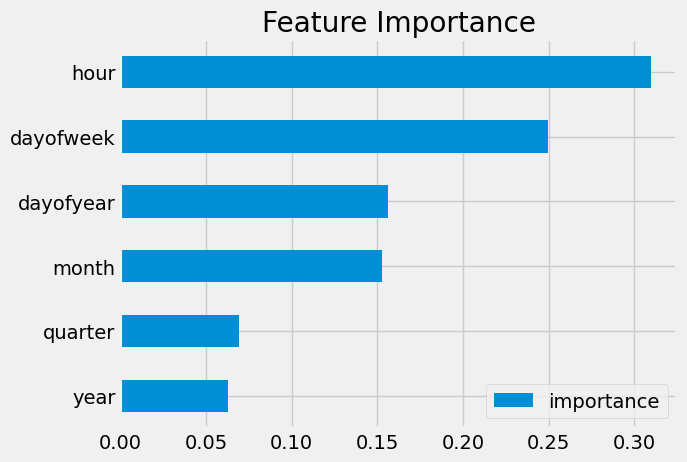 Feature Importance
hour
dayofweek
dayofyear
month
quarter
year
importance
0.00 0.05 0.10 0.15 0.20 0.25 0.30